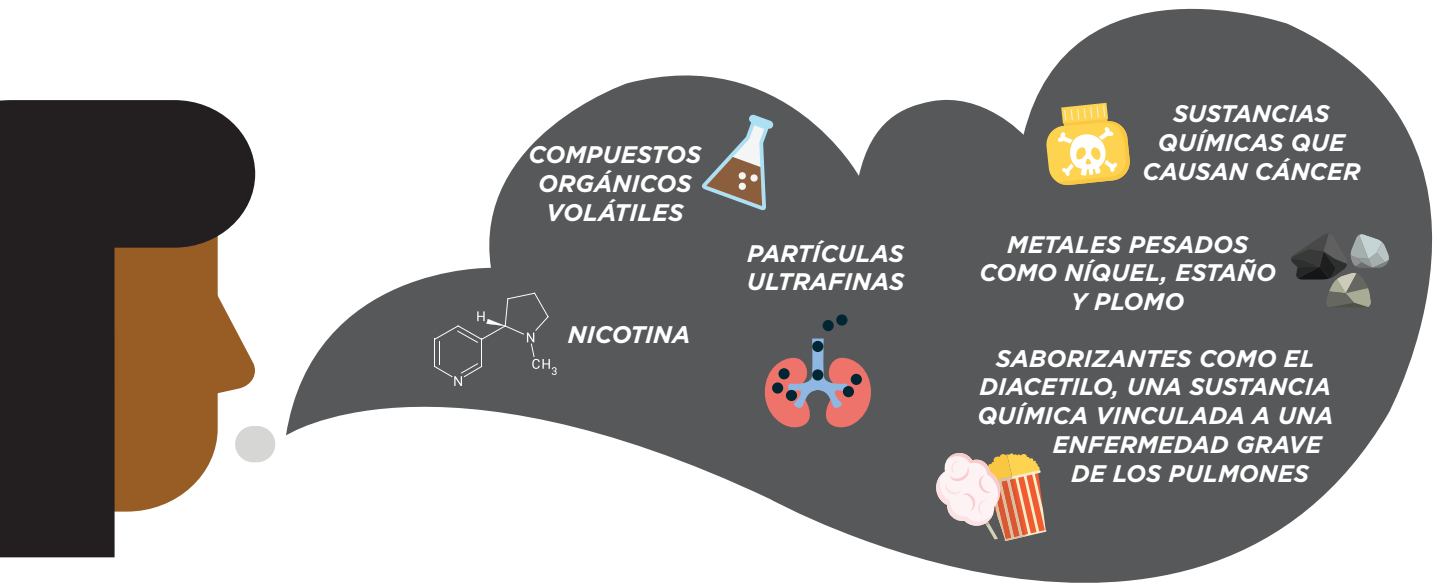 COMPUESTOS
ORGÁNICOS
VOLÁTILES
H
N
CH3
N
NICOTINA
PARTÍCULAS
ULTRAFINAS
SUSTANCIAS
QUÍMICAS QUE
CAUSAN CÁNCER
METALES PESADOS
COMO NÍQUEL, ESTAÑO
Y PLOMO
SABORIZANTES COMO EL
DIACETILO, UNA SUSTANCIA
QUÍMICA VINCULADA A UNA
ENFERMEDAD GRAVE
DE LOS PULMONES